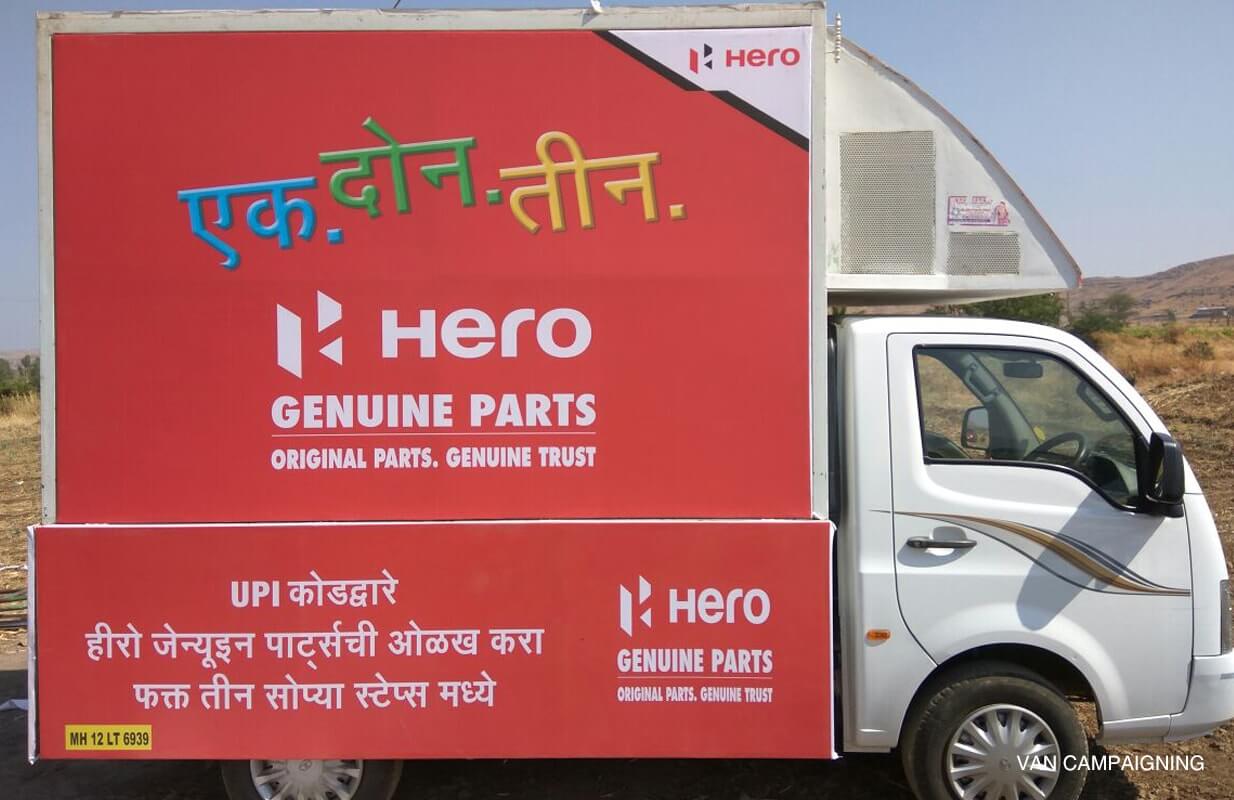 Hero
एक. दोन. तीन.
Hero
GENUINE PARTS
ORIGINAL PARTS. GENUINE TRUST
UPI कोडद्वारे
हीरो जेन्यूइन पार्ट्सची ओळख करा
फक्त तीन सोप्या स्टेप्स मध्ये
Hero
GENUINE PARTS
ORIGINAL PARTS. GENUINE TRUST
MH 12 LT 6939
VAN CAMPAIGNING